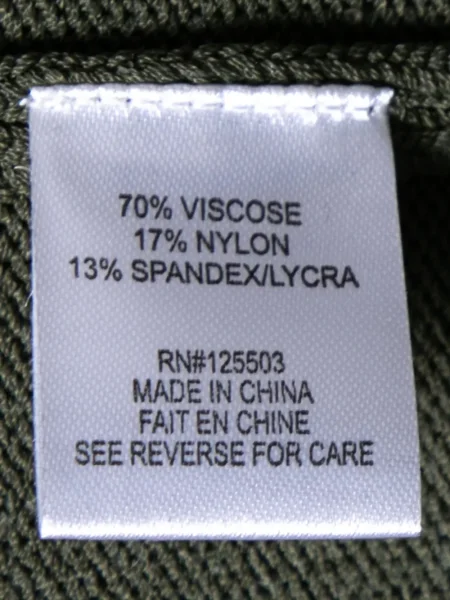 70% VISCOSE
17% NYLON
13% SPANDEX/LYCRA
RN#125503
MADE IN CHINA
FAIT EN CHINE
SEE REVERSE FOR CARE